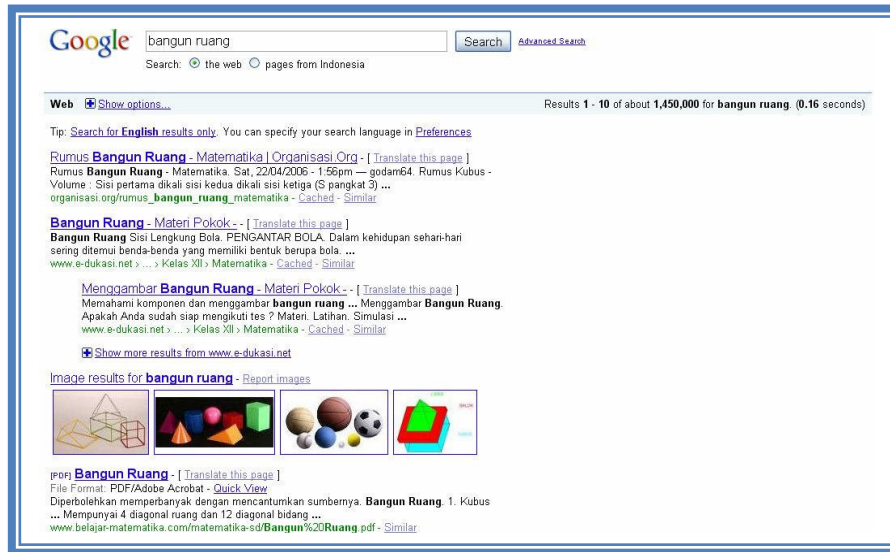 Google bangun ruang Search Advanced Search
Search: the web pages from Indonesia
Web Show options... Results 1 - 10 of about 1,450,000 for bangun ruang. (0.16 seconds)
Tip: Search for English results only. You can specify your search language in Preferences
Rumus Bangun Ruang - Matematika | Organisasi.Org - [ Translate this page ]
Rumus Bangun Ruang - Matematika. Sat, 22/04/2006 - 1:56pm — godam64. Rumus Kubus -
Volume : Sisi pertama dikali sisi kedua dikali sisi ketiga (S pangkat 3) ...
organisasi.org/rumus_bangun_ruang_matematika - Cached - Similar
Bangun Ruang - Materi Pokok - - [ Translate this page ]
Bangun Ruang Sisi Lengkung Bola. PENGANTAR BOLA. Dalam kehidupan sehari-hari
sering ditemui benda-benda yang memiliki bentuk berupa bola. ...
www.e-dukasi.net › ... › Kelas XII › Matematika - Cached - Similar
Menggambar Bangun Ruang - Materi Pokok - - [ Translate this page ]
Memahami komponen dan menggambar bangun ruang ... Menggambar Bangun Ruang.
Apakah Anda sudah siap mengikuti tes ? Materi. Latihan. Simulasi ...
www.e-dukasi.net › ... › Kelas XII › Matematika - Cached - Similar
Show more results from www.e-dukasi.net
Image results for bangun ruang - Report images
[PDF] Bangun Ruang - [ Translate this page ]
File Format: PDF/Adobe Acrobat - Quick View
Diperbolehkan memperbanyak dengan mencantumkan sumbernya. Bangun Ruang. 1. Kubus
... Mempunyai 4 diagonal ruang dan 12 diagonal bidang ...
www.belajar-matematika.com/matematika-sd/Bangun%20Ruang.pdf - Similar